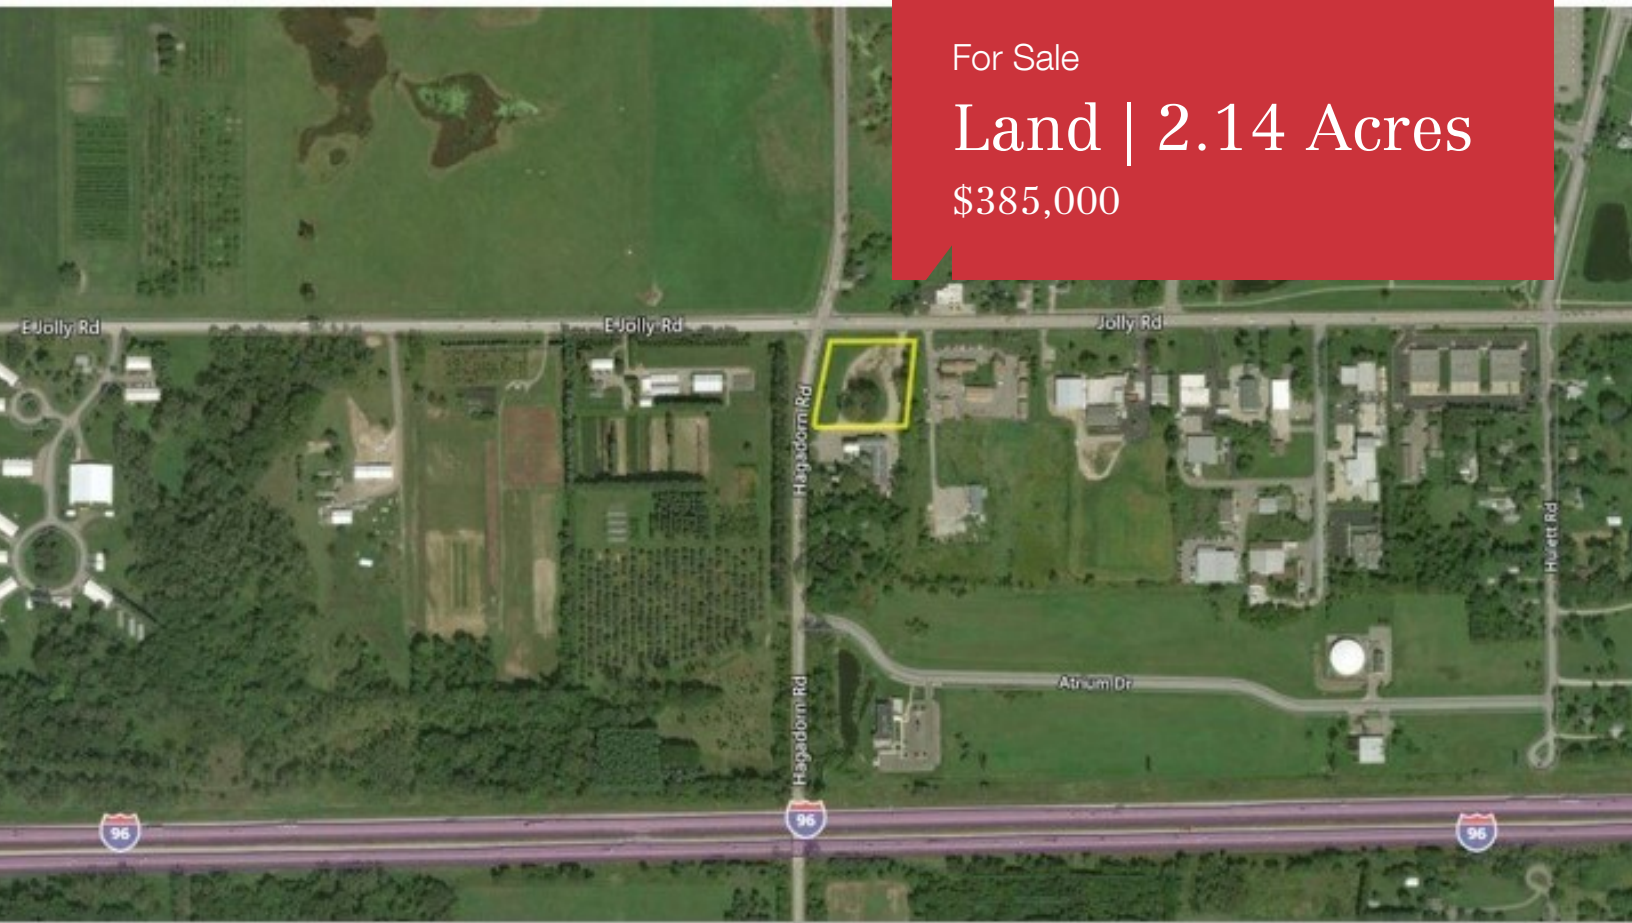 For Sale
Land | 2.14 Acres
$385,000
E Jolly Rd
E Jolly Rd
Jolly Rd
Hagadorn Rd
Hulett Rd
Atrium Dr
Hagadorn Rd
96
96
96